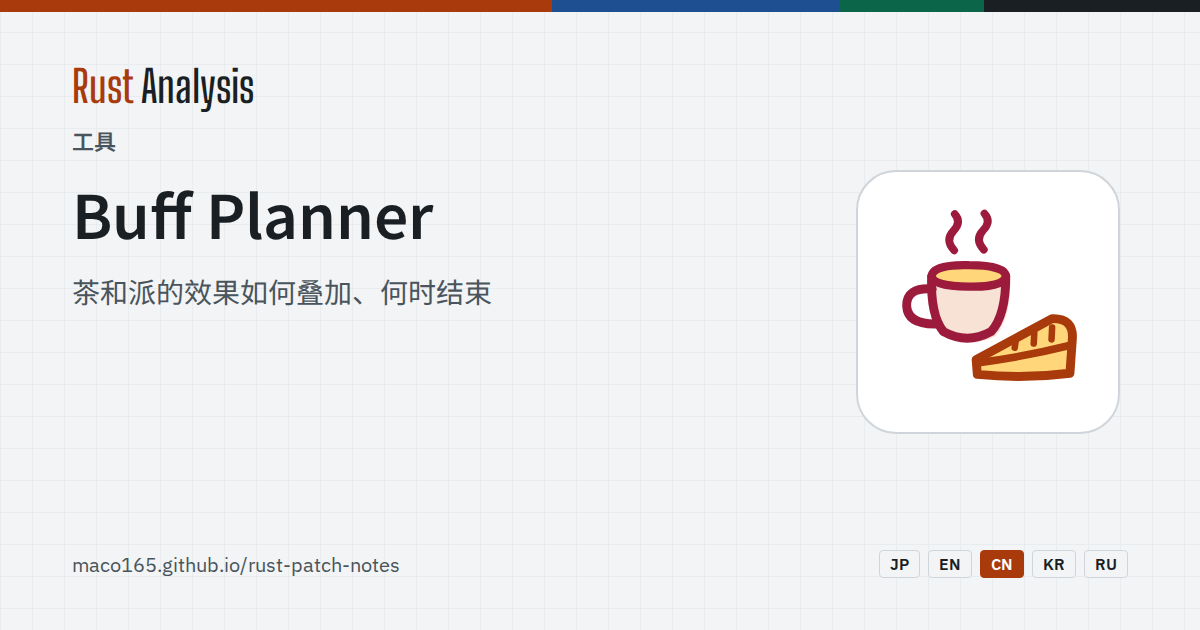 Rust Analysis
工具
Buff Planner
茶和派的效果如何叠加、何时结束
maco165.github.io/rust-patch-notes
JP EN CN KR RU